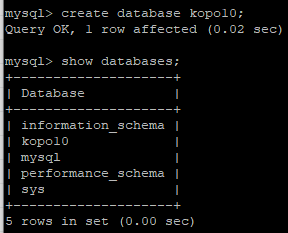 mysql> create database kopo10;
Query OK, 1 row affected (0.02 sec)
mysql> show databases;
+--------------------+
| Database           |
+--------------------+
| information_schema |
| kopo10             |
| mysql              |
| performance_schema |
| sys                |
+--------------------+
5 rows in set (0.00 sec)